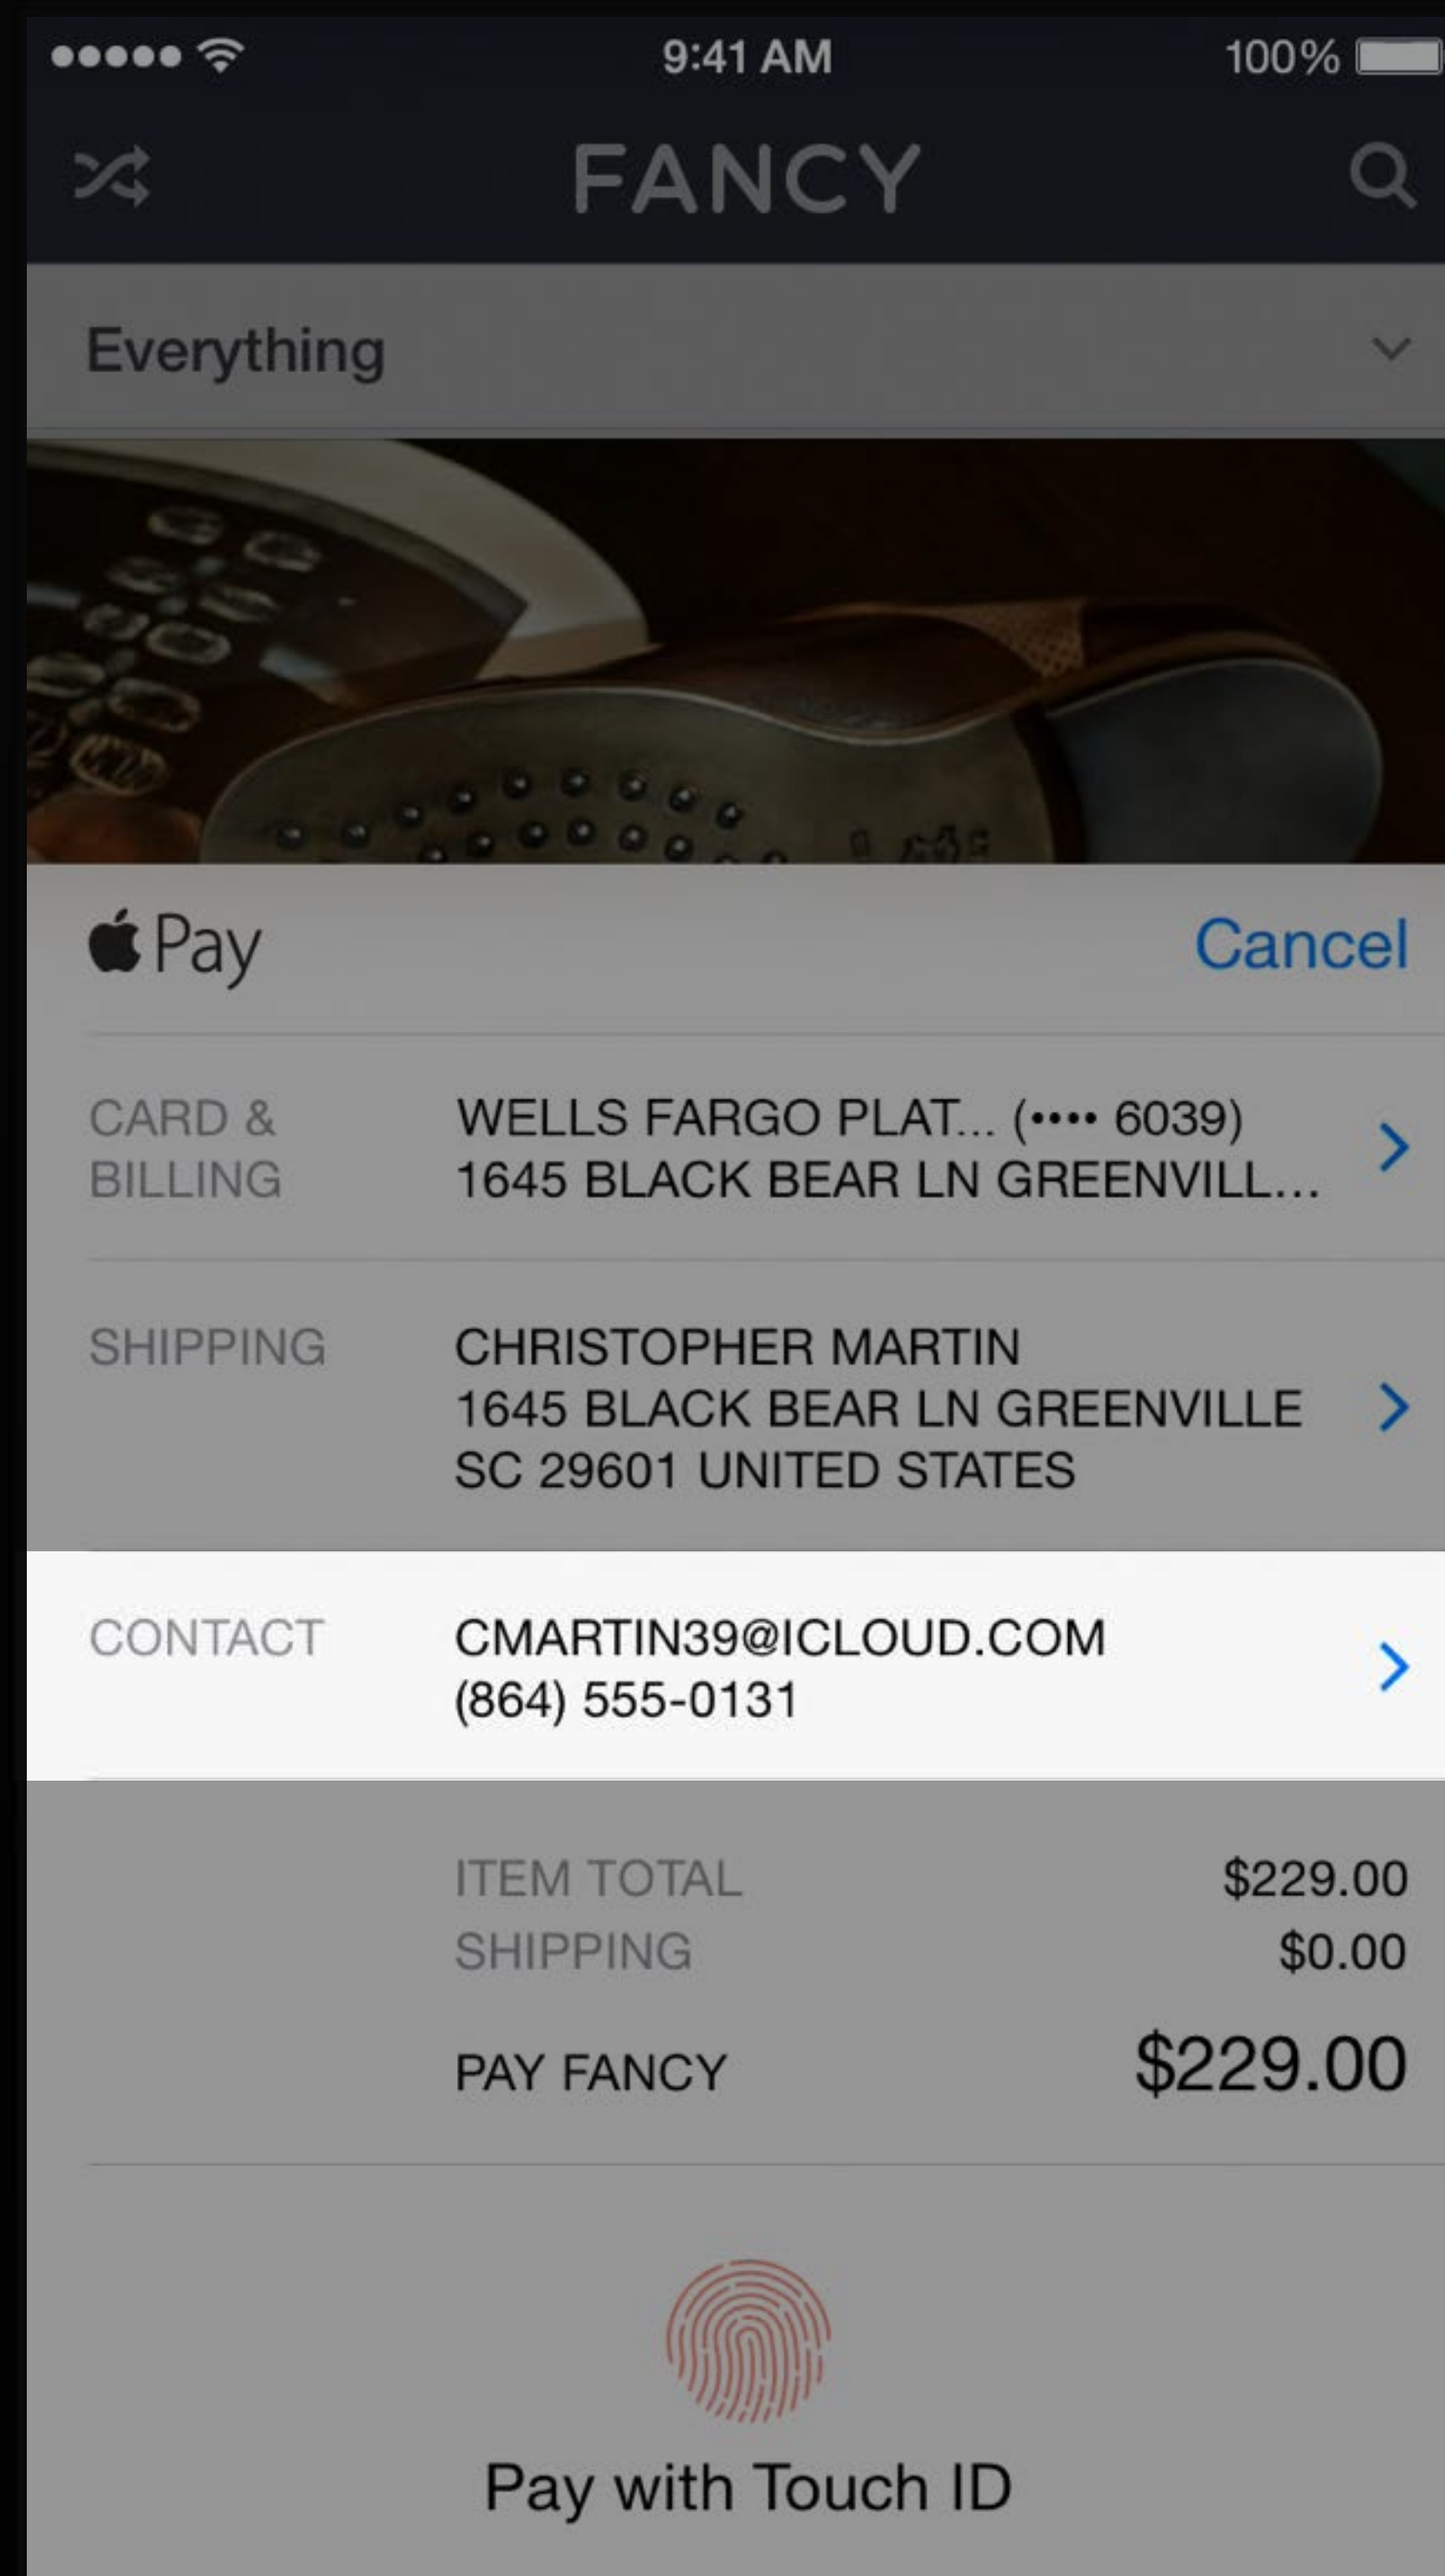 9:41 AM
100%
FANCY
Everything
Pay
Cancel
CARD &
BILLING
WELLS FARGO PLAT... (•••• 6039)
1645 BLACK BEAR LN GREENVILL...
SHIPPING
CHRISTOPHER MARTIN
1645 BLACK BEAR LN GREENVILLE
SC 29601 UNITED STATES
CONTACT
CMARTIN39@ICLOUD.COM
(864) 555-0131
ITEM TOTAL $229.00
SHIPPING $0.00
PAY FANCY $229.00
Pay with Touch ID